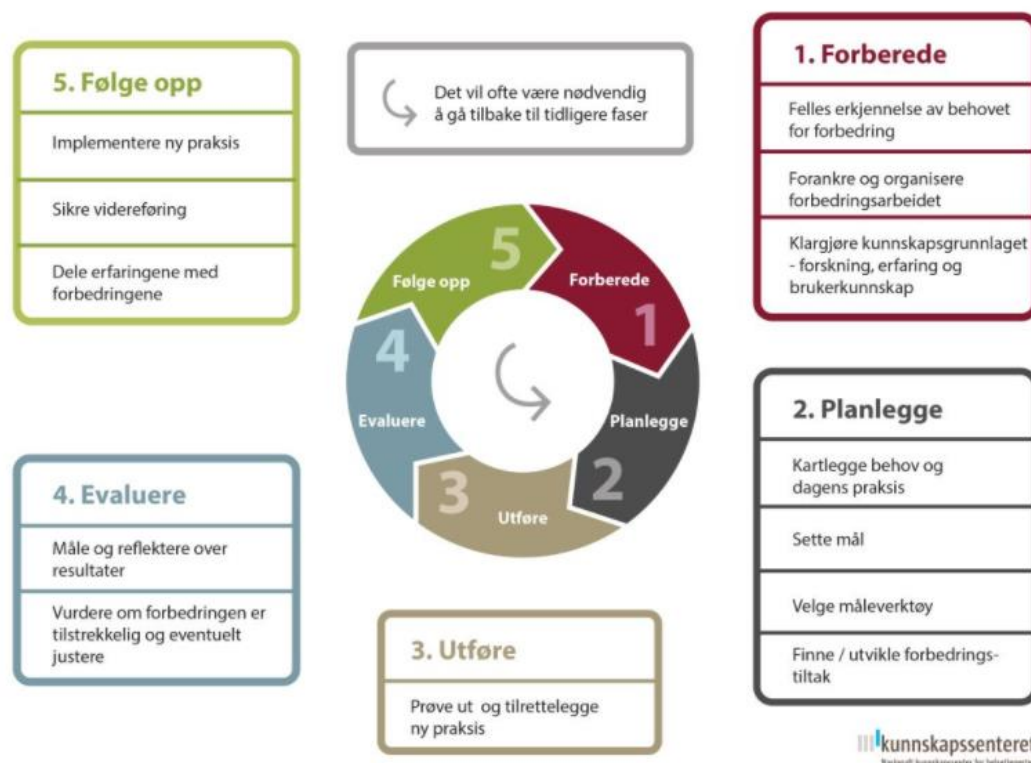 5. Følge opp
Implementere ny praksis
Sikre videreføring
Dele erfaringene med
forbedringene
Det vil ofte være nødvendig
å gå tilbake til tidligere faser
1. Forberede
Felles erkjennelse av behovet
for forbedring
Forankre og organisere
forbedringsarbeidet
Klargjøre kunnskapsgrunnlaget
- forskning, erfaring og
brukerkunnskap
5
Følge opp
Forberede
1
4
Evaluere
Planlegge
2
3
Utføre
2. Planlegge
Kartlegge behov og
dagens praksis
Sette mål
Velge måleverktøy
Finne / utvikle forbedrings-
tiltak
4. Evaluere
Måle og reflektere over
resultater
Vurdere om forbedringen er
tilstrekkelig og eventuelt
justere
3. Utføre
Prøve ut og tilrettelegge
ny praksis
kunnskapssenteret